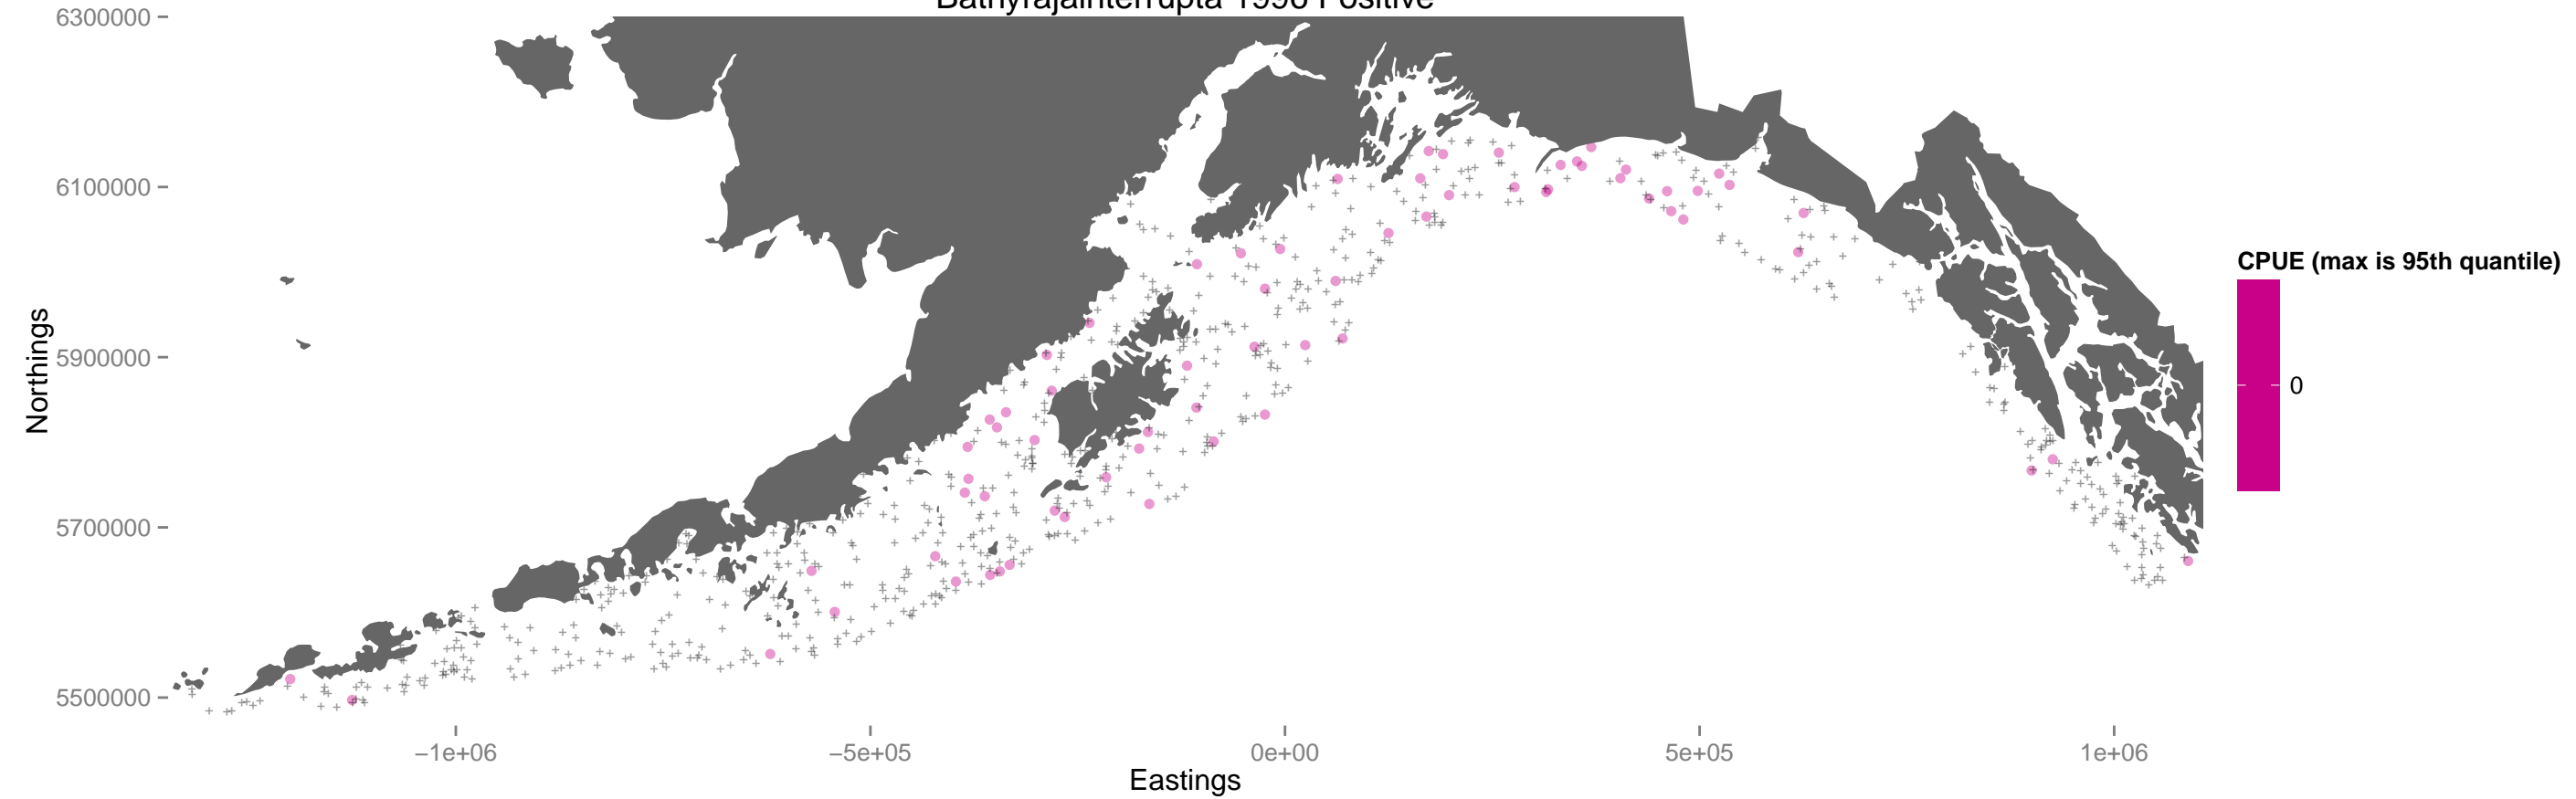 BathyrajaInterrupta 1996 Positive
6300000
6100000
5900000
5700000
5500000
Northings
−1e+06
−5e+05
0e+00
5e+05
1e+06
Eastings
CPUE (max is 95th quantile)
0